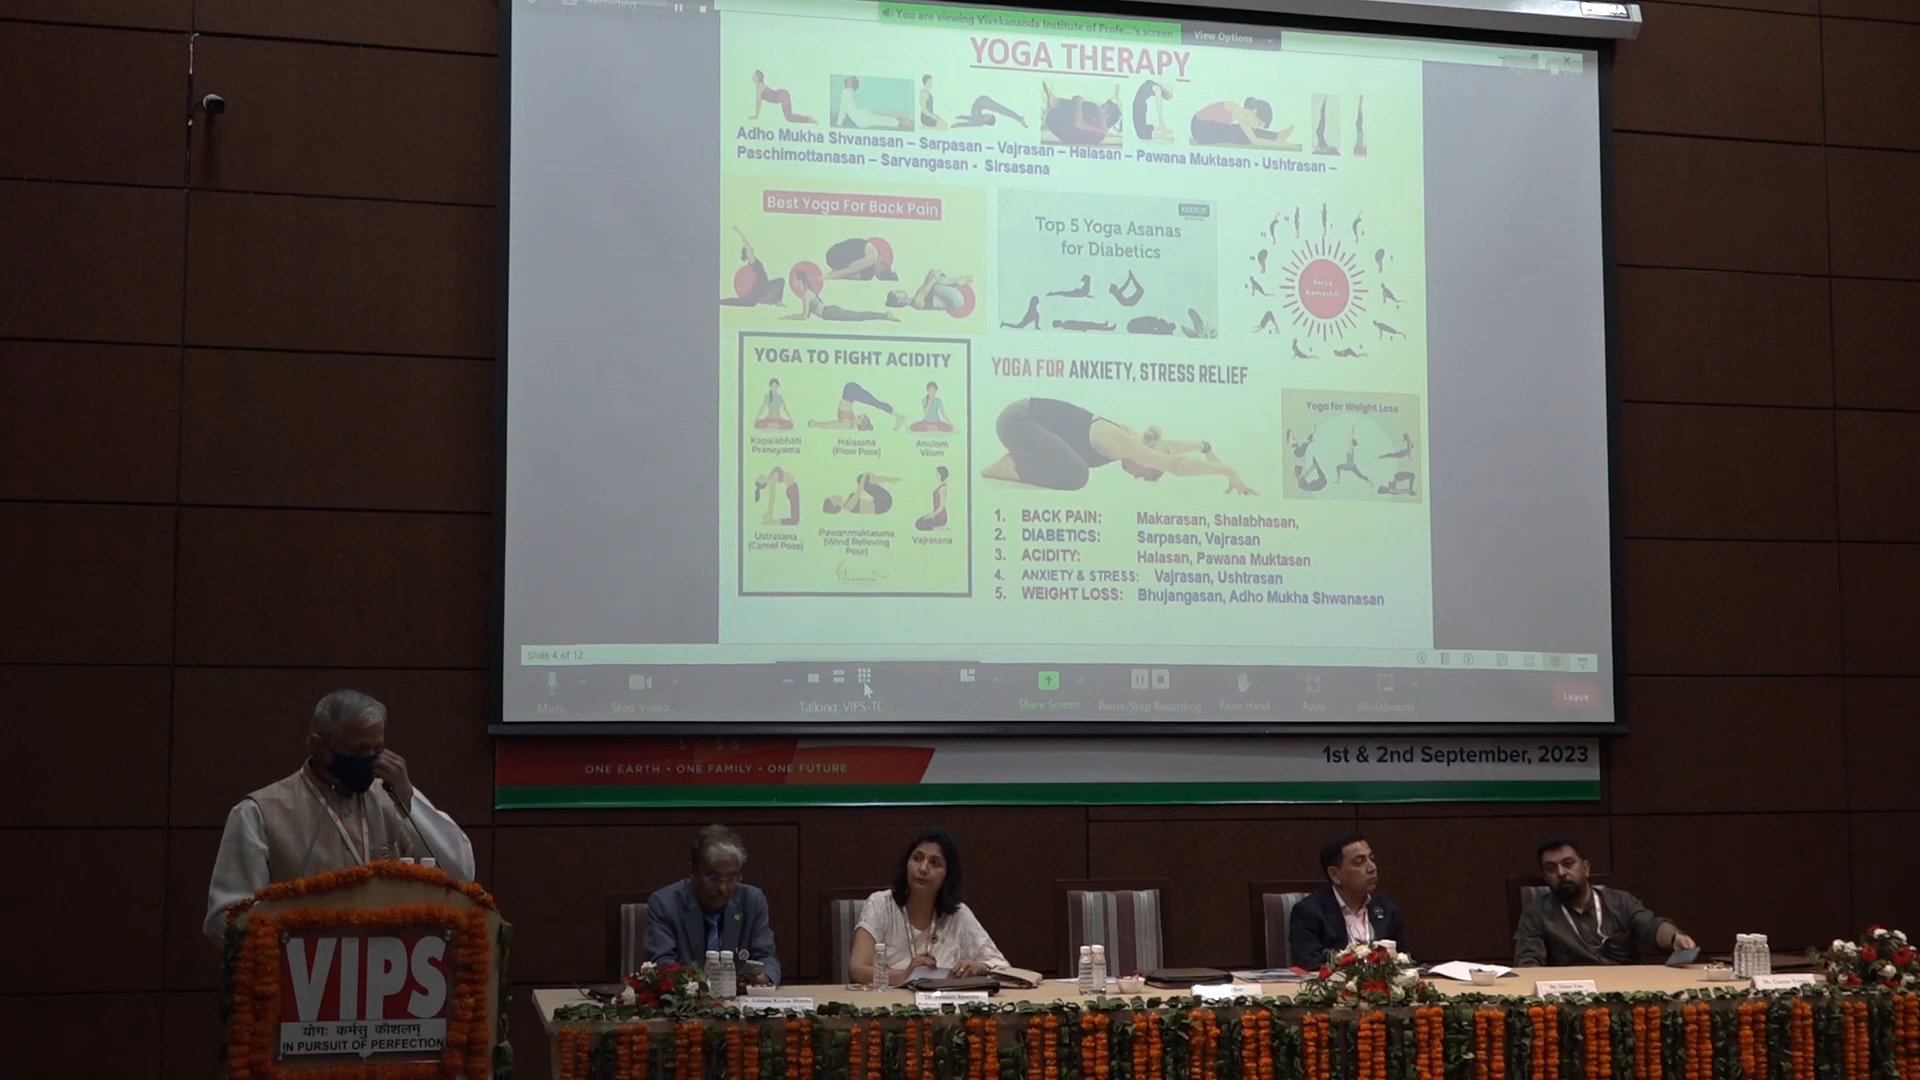 Recording
You are viewing Vivekananda Institute of Profe...'s screen
View Options
YOGA THERAPY
Adho Mukha Shvanasan – Sarpasan – Vajrasan – Halasan – Pawana Muktasan - Ushtrasan –
Paschimottanasan – Sarvangasan - Sirsasana
Best Yoga For Back Pain
Top 5 Yoga Asanas
for Diabetics
Surya
Namaskar
YOGA TO FIGHT ACIDITY
Kapalabhati
Pranayama
Halasana
(Plow Pose)
Anulom
Vilom
Ustrasana
(Camel Pose)
Pawanmuktasana
(Wind Relieving
Pose)
Vajrasana
YOGA FOR ANXIETY, STRESS RELIEF
Yoga for Weight Loss
1. BACK PAIN: Makarasan, Shalabhasan,
2. DIABETICS: Sarpasan, Vajrasan
3. ACIDITY: Halasan, Pawana Muktasan
4. ANXIETY & STRESS: Vajrasan, Ushtrasan
5. WEIGHT LOSS: Bhujangasan, Adho Mukha Shwanasan
Slide 4 of 12
Mute
Stop Video
Talking: VIPS-TC
Share Screen
Pause/Stop Recording
Raise Hand
Apps
Whiteboards
Leave
ONE EARTH • ONE FAMILY • ONE FUTURE
1st & 2nd September, 2023
VIPS
योगः कर्मसु कौशलम्
IN PURSUIT OF PERFECTION